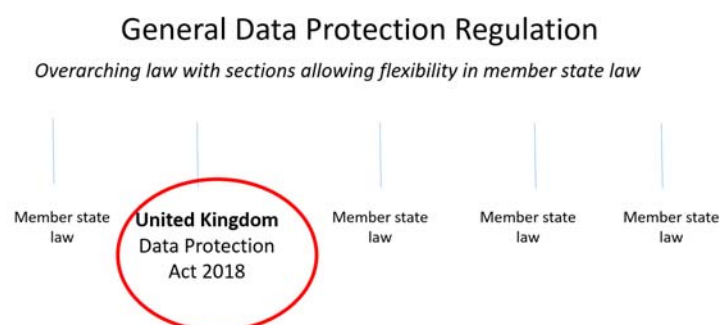 General Data Protection Regulation
Overarching law with sections allowing flexibility in member state law
Member state
law
United Kingdom
Data Protection
Act 2018
Member state
law
Member state
law
Member state
law